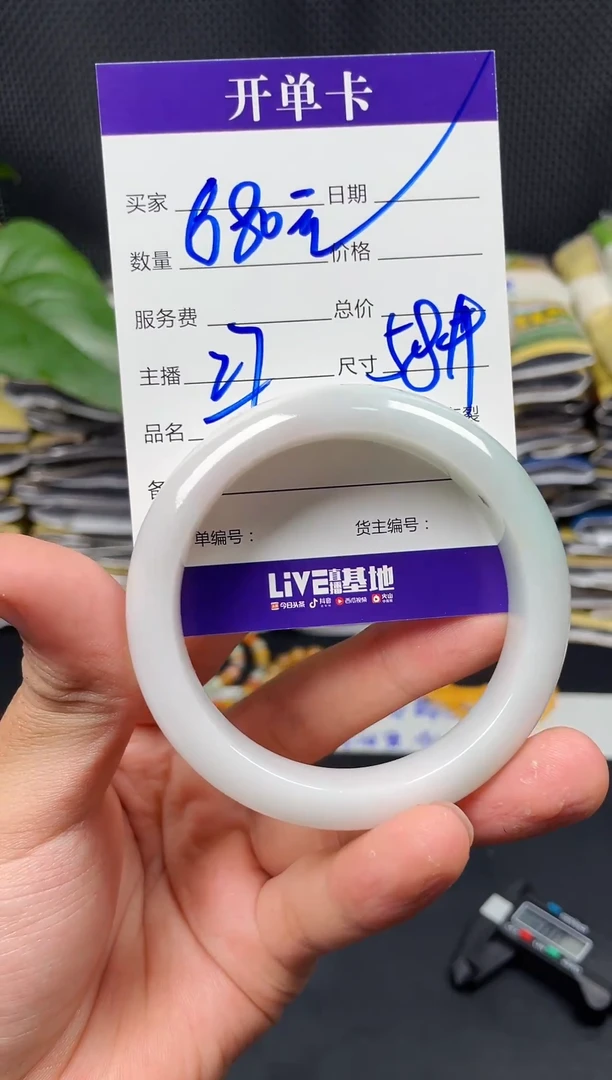 开单卡
买家 日期
680元
数量 价格
服务费 总价
主播 尺寸 58
品名 裂
单编号： 货主编号：
LiVE直播基地
今日头条 抖音 西瓜视频 火山